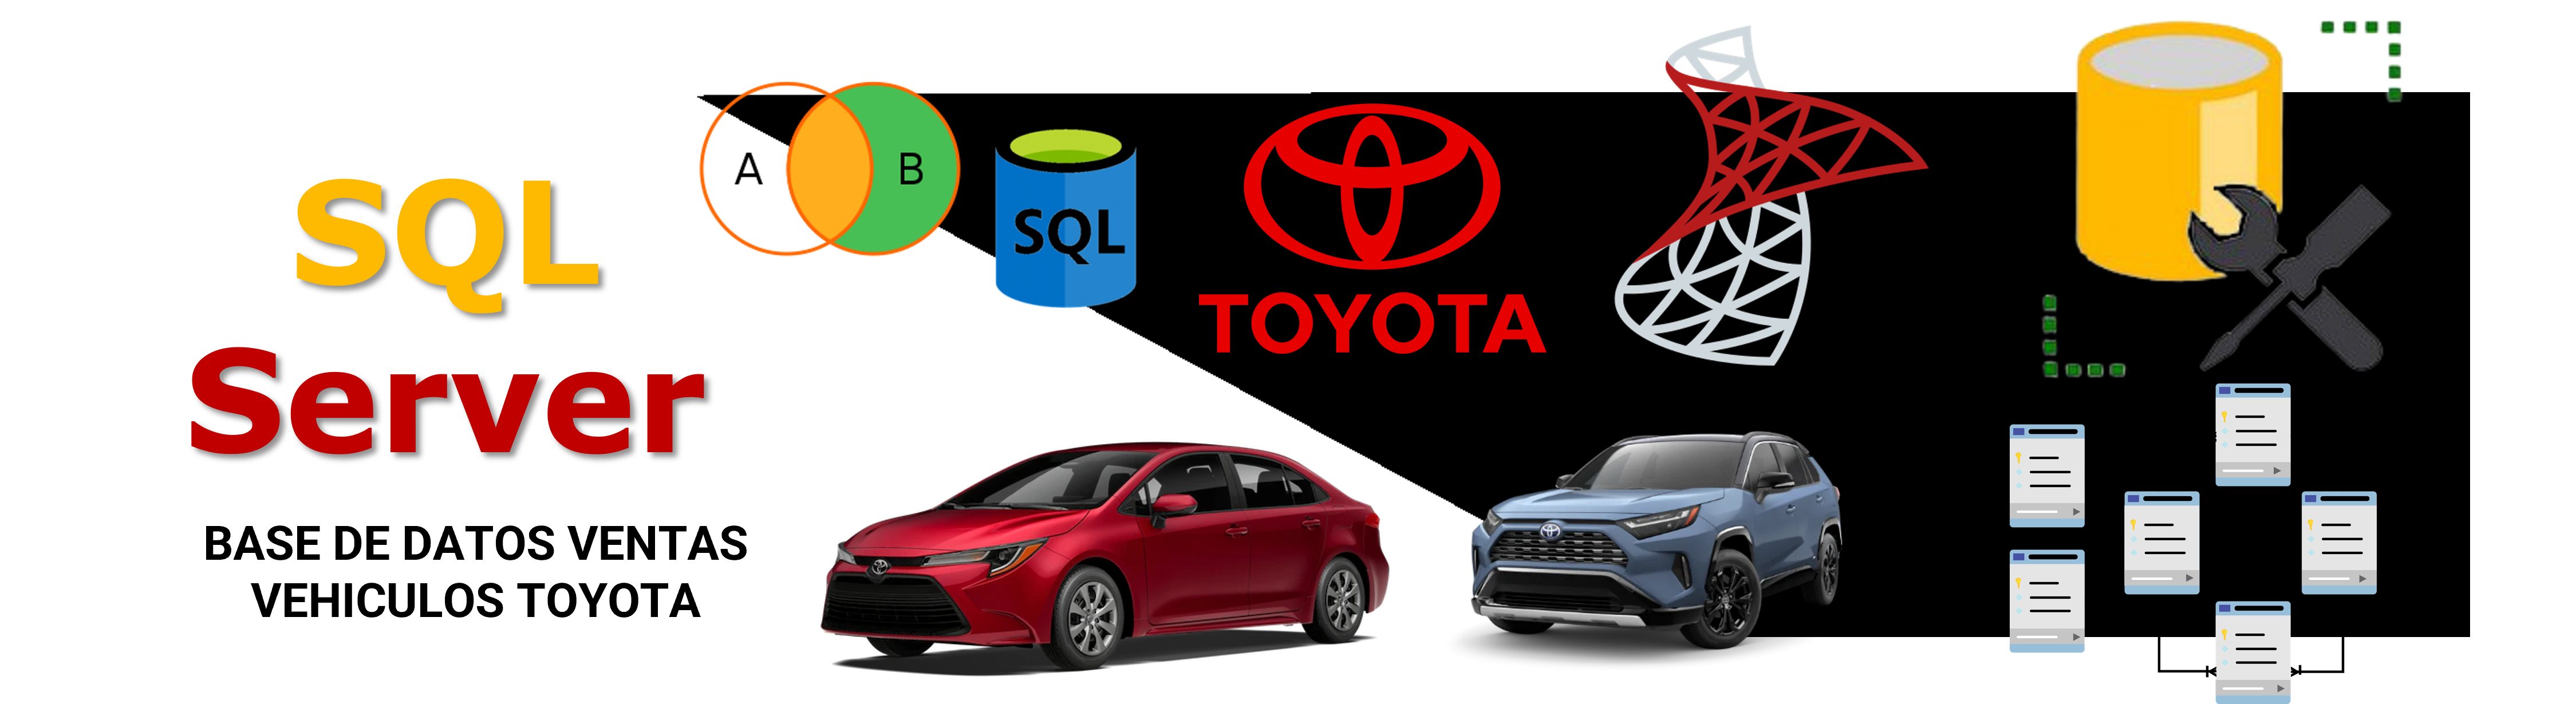 SQL
Server
BASE DE DATOS VENTAS
VEHICULOS TOYOTA
A
B
SQL
TOYOTA